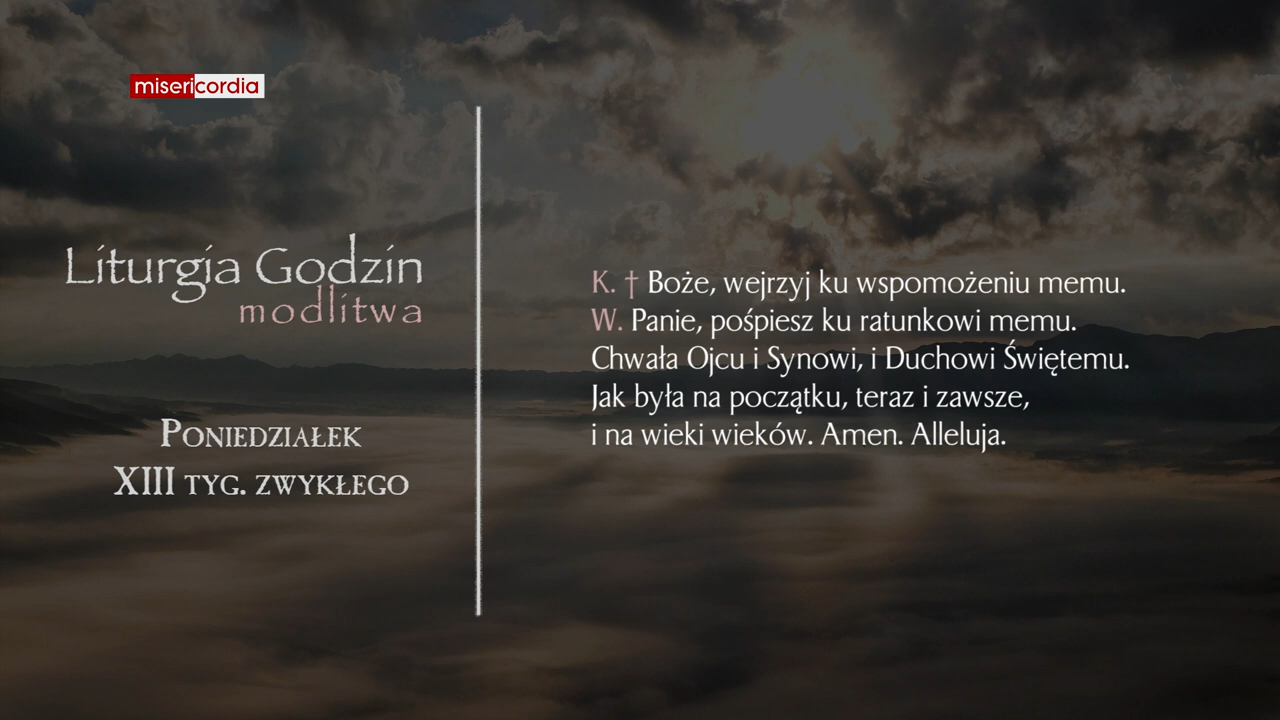 misericordia
Liturgia Godzin
modlitwa
Poniedziałek
XIII tyg. zwykłego
K. † Boże, wejrzyj ku wspomożeniu memu.
W. Panie, pośpiesz ku ratunkowi memu.
Chwała Ojcu i Synowi, i Duchowi Świętemu.
Jak była na początku, teraz i zawsze,
i na wieki wieków. Amen. Alleluja.